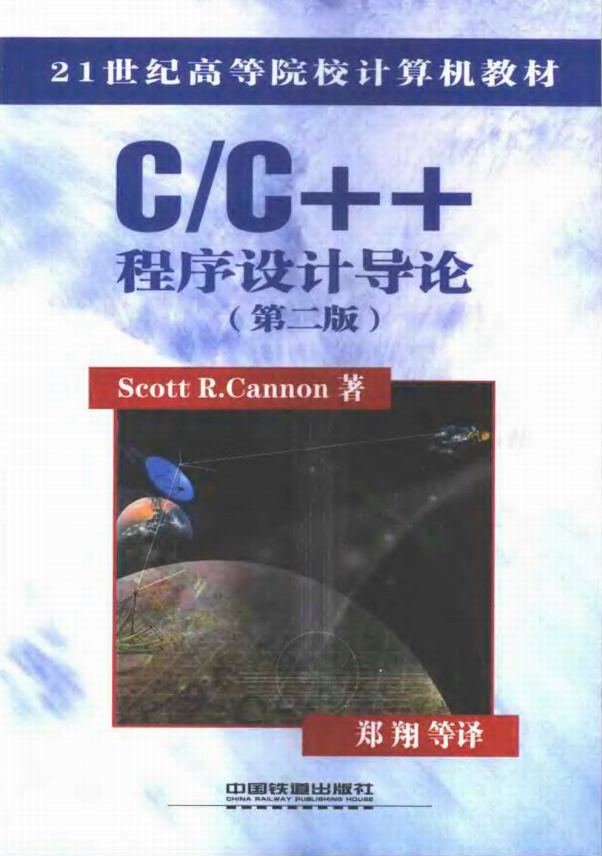 21世纪高等院校计算机教材
C/C++
程序设计导论
（第二版）
Scott R.Cannon 著
郑翔 等译
中国铁道出版社
CHINA RAILWAY PUBLISHING HOUSE